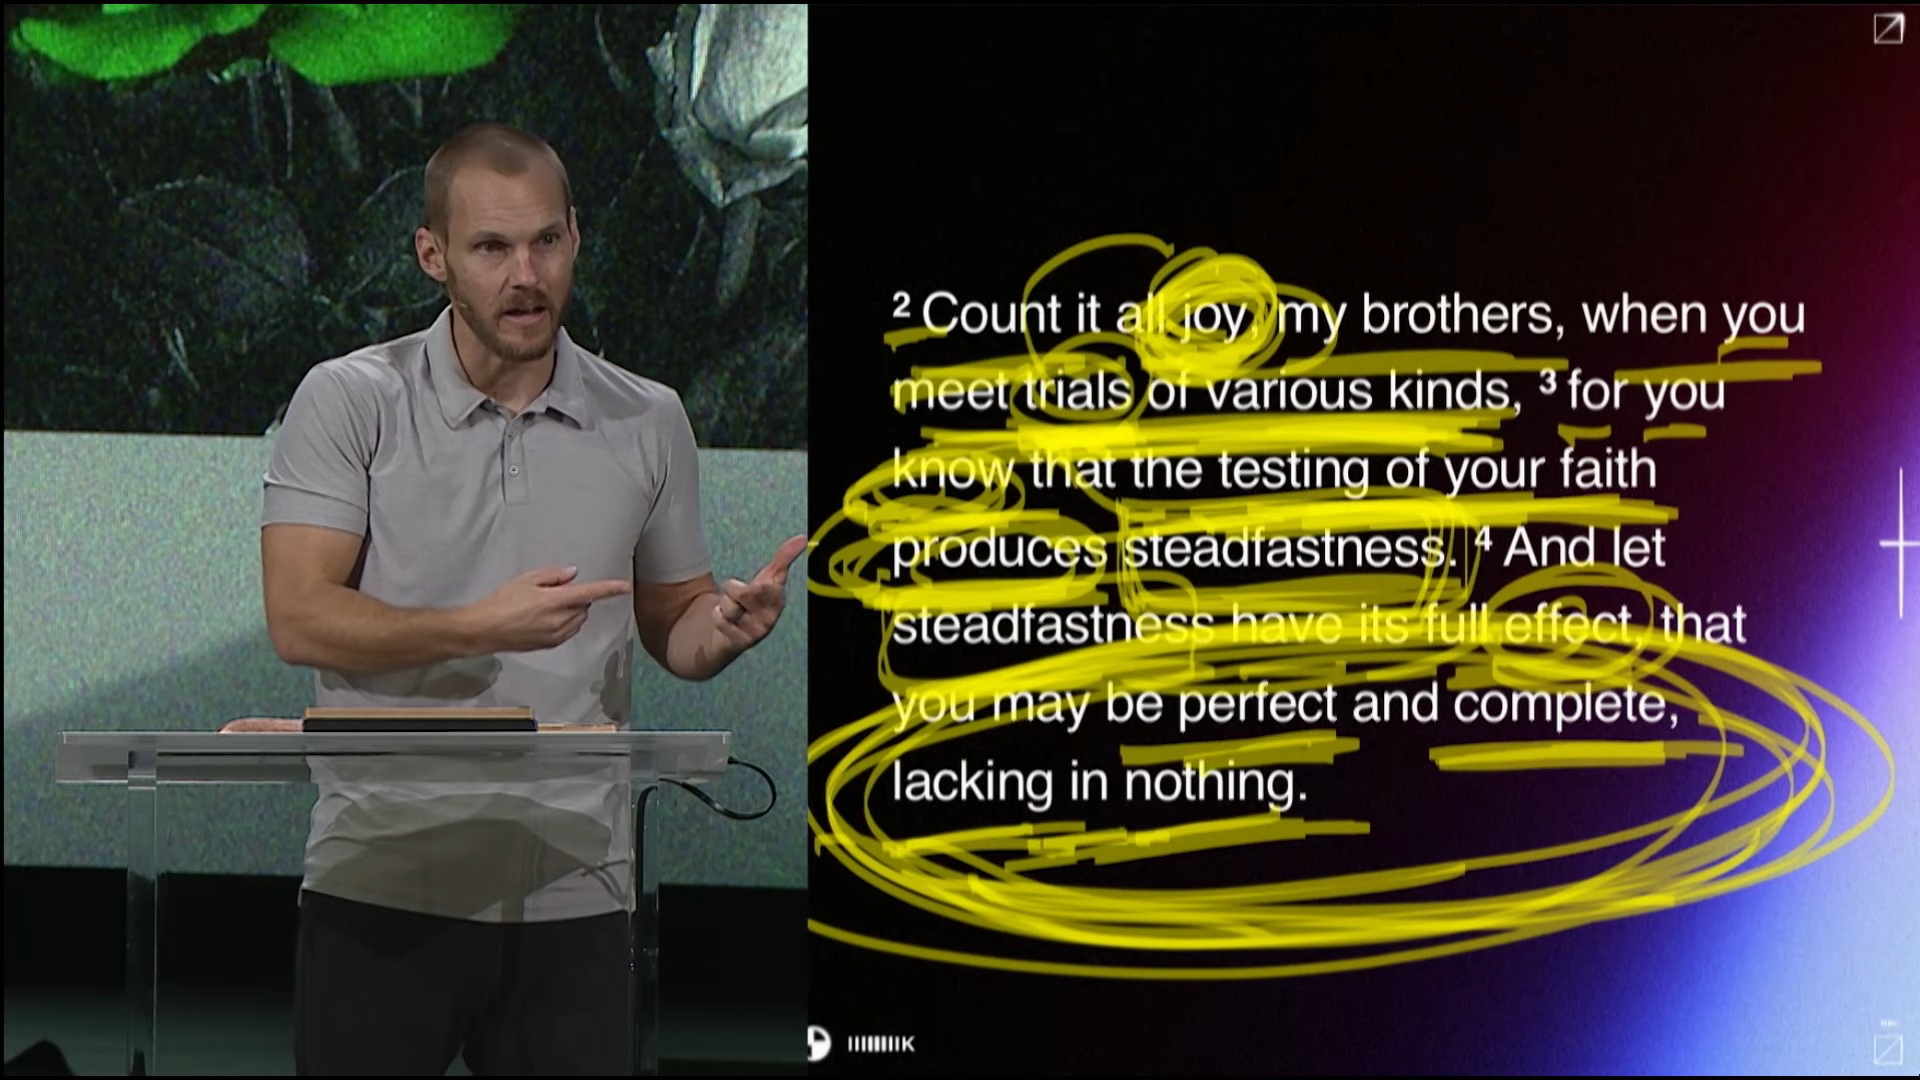 ² Count it all joy, my brothers, when you
meet trials of various kinds, ³ for you
know that the testing of your faith
produces steadfastness. ⁴ And let
steadfastness have its full effect, that
you may be perfect and complete,
lacking in nothing.